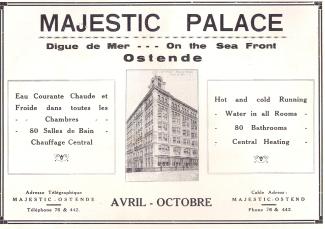 MAJESTIC PALACE
Digue de Mer - - - - On the Sea Front
Ostende
Eau Courante Chaude et
Froide dans toutes les
- Chambres -
- 80 Salles de Bain -
Chauffage Central
Hot and cold Running
- Water in all Rooms -
- 80 Bathrooms -
- Central Heating -
Adresse Télégraphique
MAJESTIC-OSTENDE
Téléphone 76 & 442.
AVRIL - OCTOBRE
Cable Adress:
MAJESTIC-OSTEND
Phone 76 & 442.